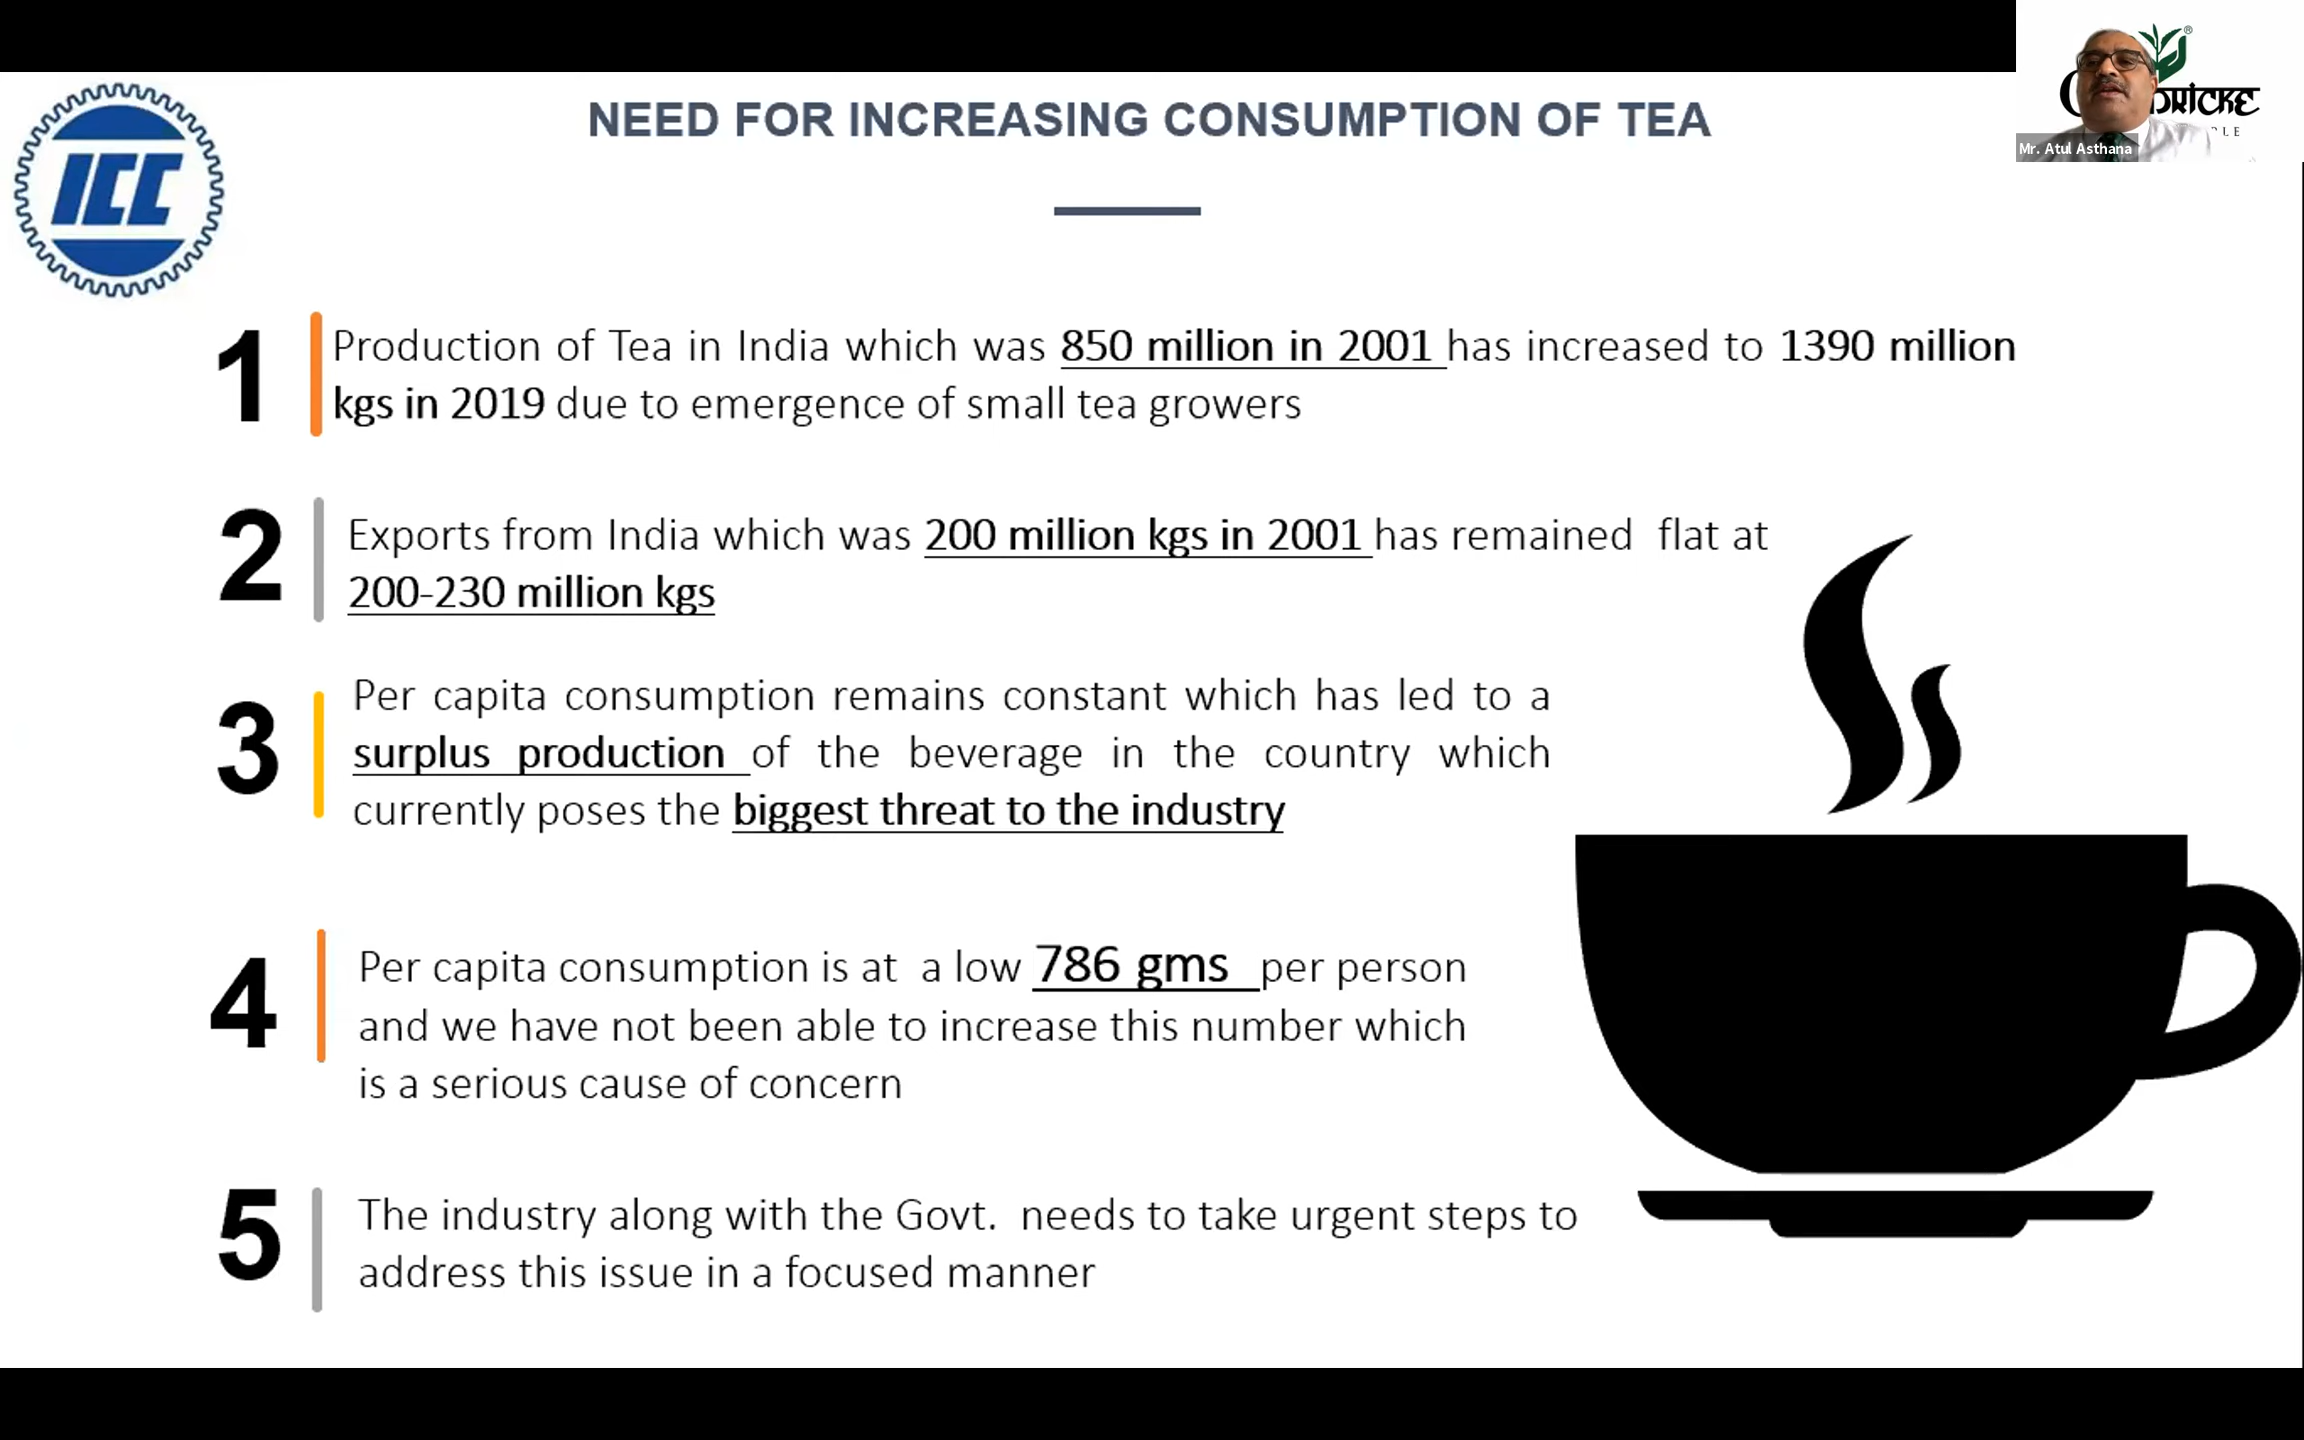 NEED FOR INCREASING CONSUMPTION OF TEA
ICC
®
DRICKE
Mr. Atul Asthana
1
Production of Tea in India which was 850 million in 2001 has increased to 1390 million
kgs in 2019 due to emergence of small tea growers
2
Exports from India which was 200 million kgs in 2001 has remained flat at
200-230 million kgs
3
Per capita consumption remains constant which has led to a
surplus production of the beverage in the country which
currently poses the biggest threat to the industry
4
Per capita consumption is at a low 786 gms per person
and we have not been able to increase this number which
is a serious cause of concern
5
The industry along with the Govt. needs to take urgent steps to
address this issue in a focused manner